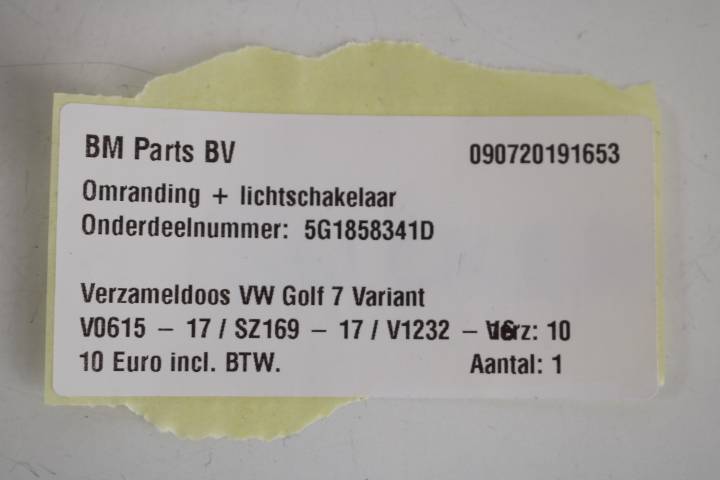 BM Parts BV 090720191653
Omranding + lichtschakelaar
Onderdeelnummer: 5G1858341D
Verzameldoos VW Golf 7 Variant
V0615 – 17 / SZ169 – 17 / V1232 – Verz: 10
10 Euro incl. BTW. Aantal: 1